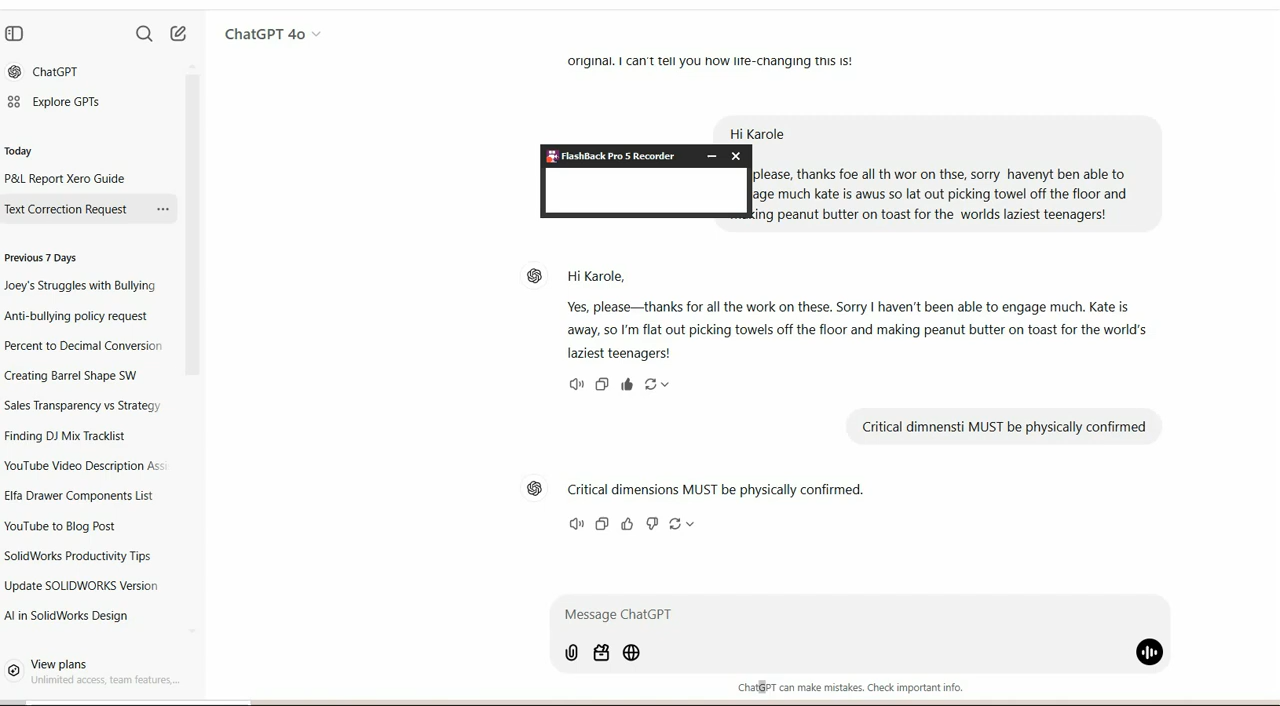 ChatGPT 4o
ChatGPT
Explore GPTs
Today
P&L Report Xero Guide
Text Correction Request
Previous 7 Days
Joey's Struggles with Bullying
Anti-bullying policy request
Percent to Decimal Conversion
Creating Barrel Shape SW
Sales Transparency vs Strategy
Finding DJ Mix Tracklist
YouTube Video Description Assi
Elfa Drawer Components List
YouTube to Blog Post
SolidWorks Productivity Tips
Update SOLIDWORKS Version
AI in SolidWorks Design
View plans
Unlimited access, team features,...
original. I can't tell you how life-changing this is!
Hi Karole
FlashBack Pro 5 Recorder
please, thanks foe all th wor on thse, sorry havenyt ben able to
much kate is awus so lat out picking towel off the floor and
peanut butter on toast for the worlds laziest teenagers!
Hi Karole,
Yes, please—thanks for all the work on these. Sorry I haven't been able to engage much. Kate is
away, so I'm flat out picking towels off the floor and making peanut butter on toast for the world's
laziest teenagers!
Critical dimnensti MUST be physically confirmed
Critical dimensions MUST be physically confirmed.
Message ChatGPT
ChatGPT can make mistakes. Check important info.